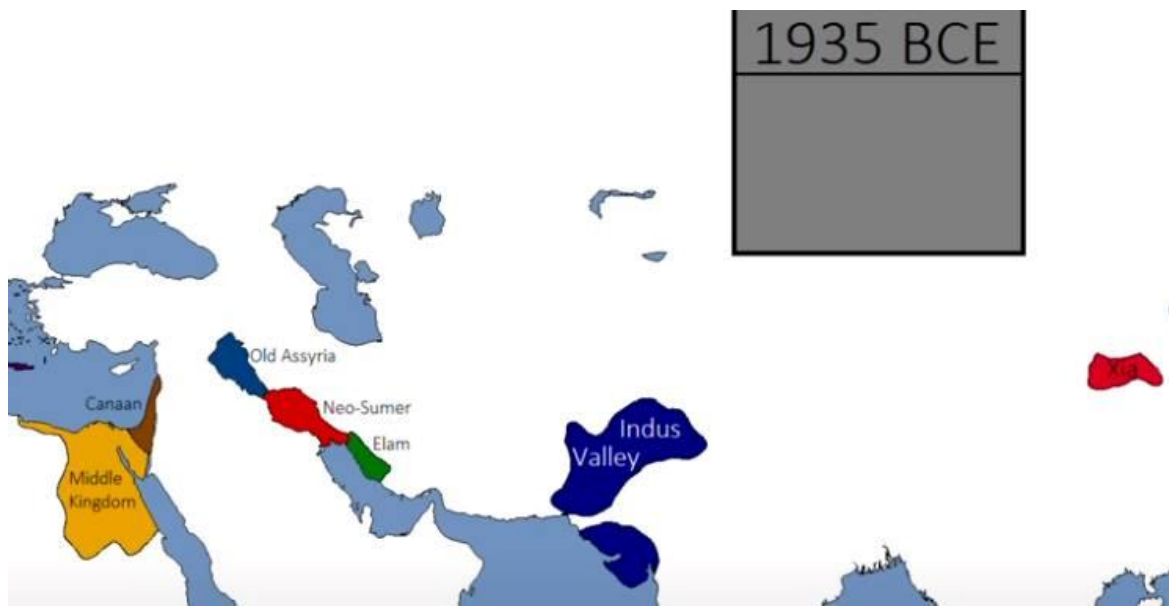 1935 BCE
Old Assyria
Canaan
Neo-Sumer
Elam
Indus
Valley
Middle
Kingdom
Xia